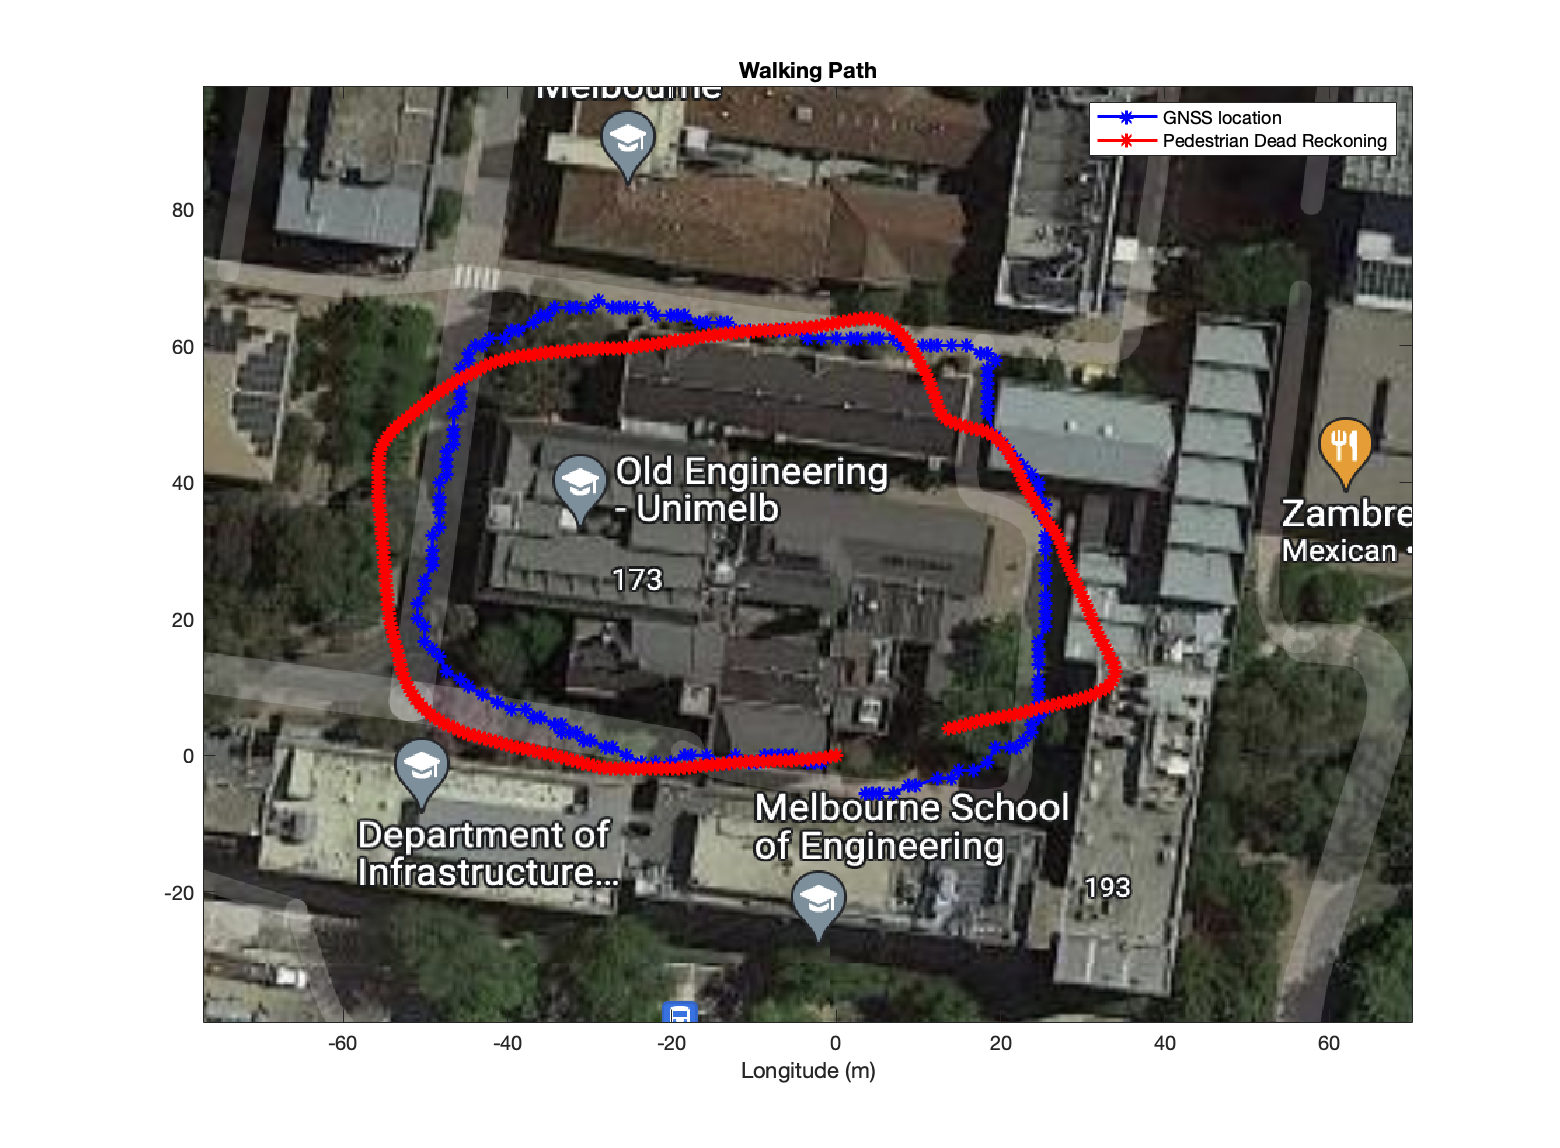 Walking Path
Melbourne
GNSS location
Pedestrian Dead Reckoning
80
60
40
20
0
-20
Old Engineering
- Unimelb
173
Zambre
Mexican ·
Department of
Infrastructure...
Melbourne School
of Engineering
193
-60
-40
-20
0
20
40
60
Longitude (m)